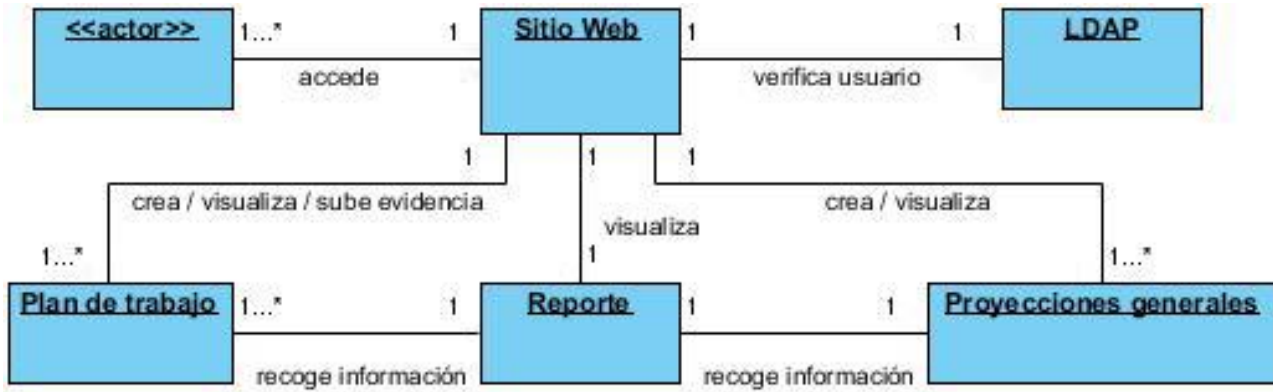 <<actor>>
1...*
1
Sitio Web
1
1
LDAP
accede
verifica usuario
1
1
1
crea / visualiza / sube evidencia
crea / visualiza
visualiza
1...*
1
1...*
Plan de trabajo
1...*
1
Reporte
1
1
Proyecciones generales
recoge información
recoge información